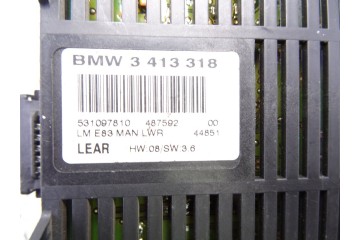 BMW 3 413 318
531097810 487592 00
LM E83 MAN LWR 44851
LEAR HW:08/SW:3.6